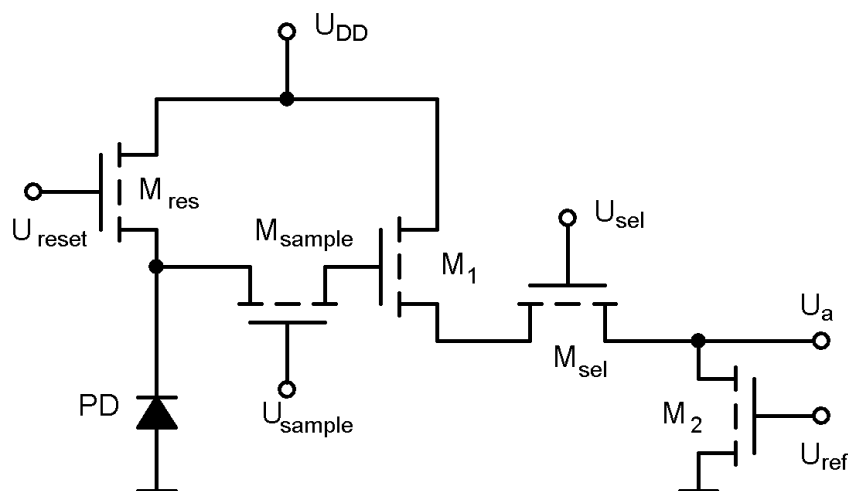 U_DD
M_res
U_reset
M_sample
U_sel
M_1
U_a
M_sel
PD
U_sample
M_2
U_ref